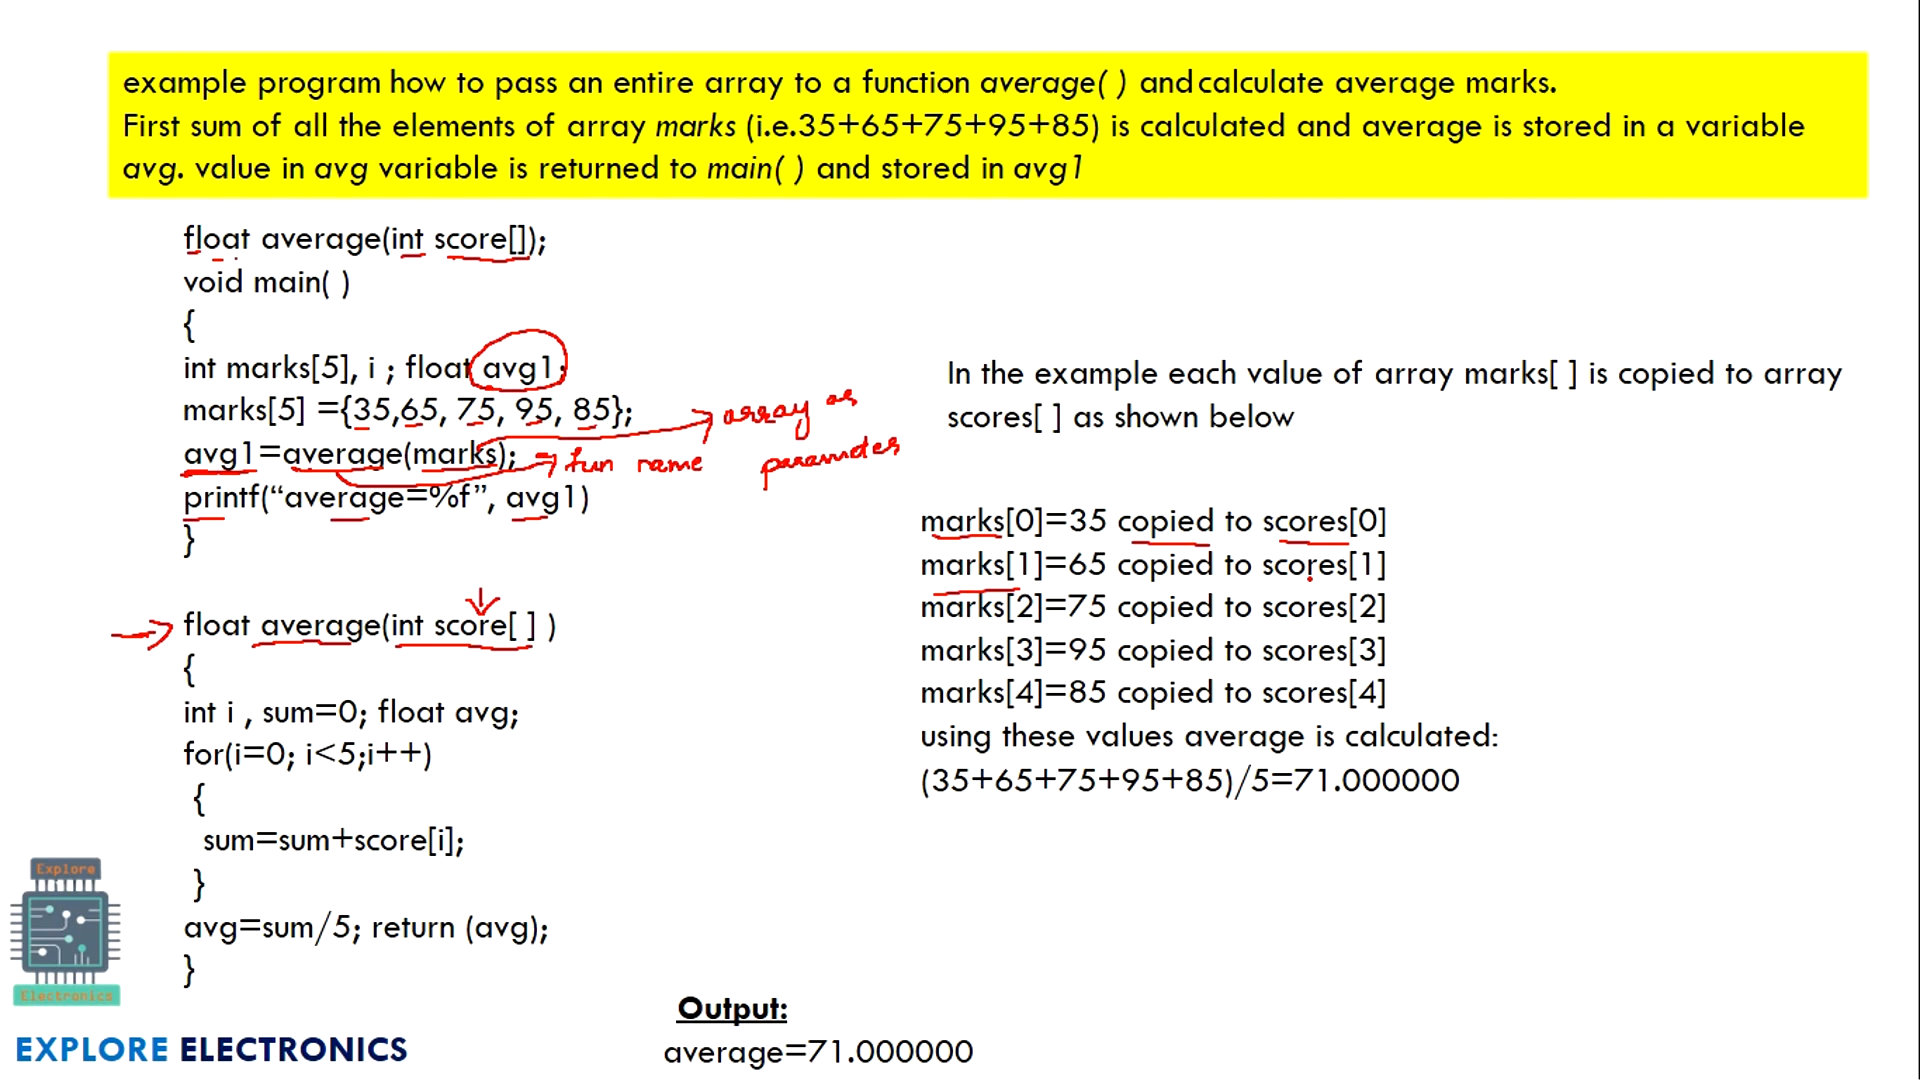 example program how to pass an entire array to a function average( ) and calculate average marks.
First sum of all the elements of array marks (i.e.35+65+75+95+85) is calculated and average is stored in a variable
avg. value in avg variable is returned to main( ) and stored in avg1
float average(int score[]);
void main( )
{
int marks[5], i ; float avg1;
marks[5] ={35,65, 75, 95, 85};
avg1=average(marks);
printf(“average=%f”, avg1)
}
array as
parameter
fun name
float average(int score[ ] )
{
int i , sum=0; float avg;
for(i=0; i<5;i++)
{
sum=sum+score[i];
}
avg=sum/5; return (avg);
}
In the example each value of array marks[ ] is copied to array
scores[ ] as shown below
marks[0]=35 copied to scores[0]
marks[1]=65 copied to scores[1]
marks[2]=75 copied to scores[2]
marks[3]=95 copied to scores[3]
marks[4]=85 copied to scores[4]
using these values average is calculated:
(35+65+75+95+85)/5=71.000000
Output:
average=71.000000
Explore
Electronics
EXPLORE ELECTRONICS